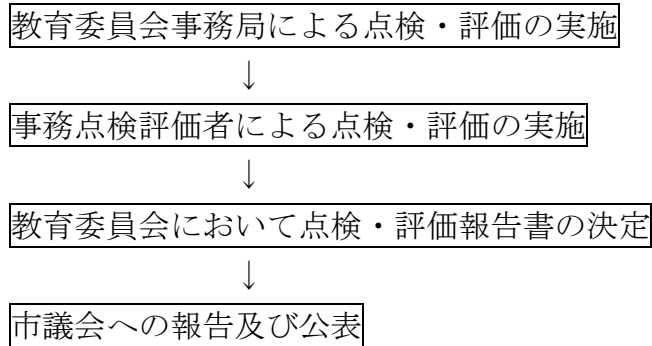 教育委員会事務局による点検・評価の実施
↓
事務点検評価者による点検・評価の実施
↓
教育委員会において点検・評価報告書の決定
↓
市議会への報告及び公表